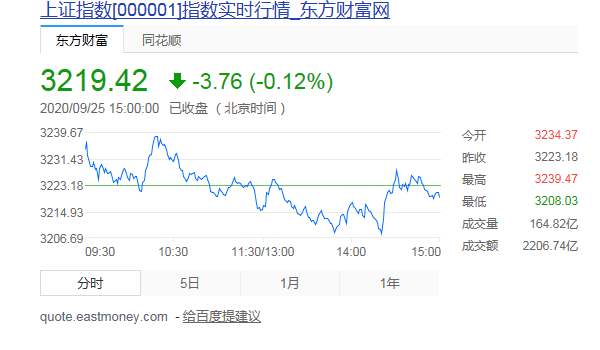 上证指数[000001]指数实时行情_东方财富网
东方财富 同花顺
3219.42 -3.76 (-0.12%)
2020/09/25 15:00:00 已收盘 (北京时间)
3239.67
3231.43
3223.18
3214.93
3206.69
09:30 10:30 11:30/13:00 14:00 15:00
今开 3234.37
昨收 3223.18
最高 3239.47
最低 3208.03
成交量 164.82亿
成交额 2206.74亿
分时 5日 1月 1年
quote.eastmoney.com - 给百度提建议